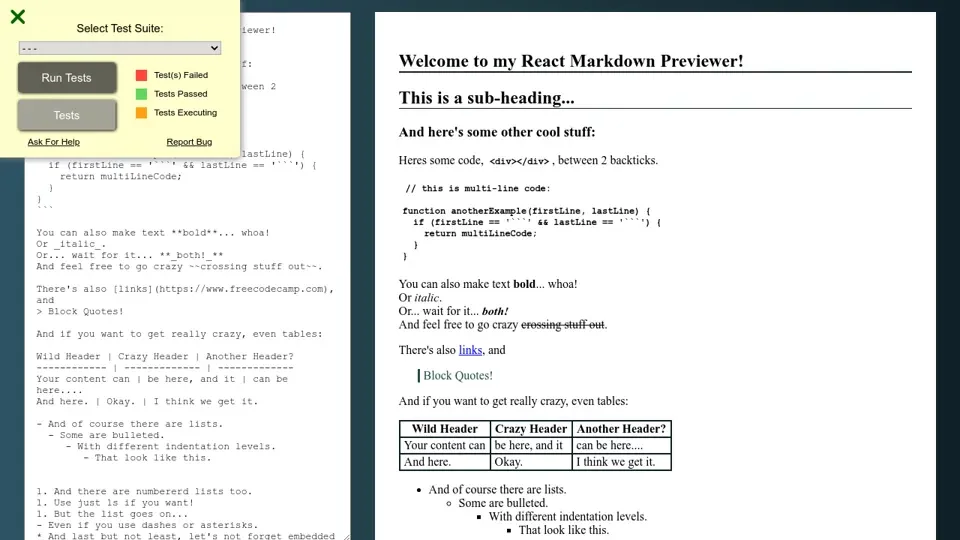 Select Test Suite:
---
Run Tests
Tests
Test(s) Failed
Tests Passed
Tests Executing
Ask For Help
Report Bug
iewer!
f:
ween 2
lastLine) {
if (firstLine == '```' && lastLine == '```') {
return multiLineCode;
}
}
```
You can also make text **bold**... whoa!
Or _italic_.
Or... wait for it... **_both!_**
And feel free to go crazy ~~crossing stuff out~~.
There's also [links](https://www.freecodecamp.com),
and
> Block Quotes!
And if you want to get really crazy, even tables:
Wild Header | Crazy Header | Another Header?
------------ | ------------- | -------------
Your content can | be here, and it | can be
here....
And here. | Okay. | I think we get it.
- And of course there are lists.
- Some are bulleted.
- With different indentation levels.
- That look like this.
1. And there are numbererd lists too.
1. Use just 1s if you want!
1. But the list goes on...
- Even if you use dashes or asterisks.
* And last but not least, let's not forget embedded
Welcome to my React Markdown Previewer!
This is a sub-heading...
And here's some other cool stuff:
Heres some code, <div></div> , between 2 backticks.
// this is multi-line code:
function anotherExample(firstLine, lastLine) {
if (firstLine == '```' && lastLine == '```') {
return multiLineCode;
}
}
You can also make text bold... whoa!
Or italic.
Or... wait for it... both!
And feel free to go crazy crossing stuff out.
There's also links, and
Block Quotes!
And if you want to get really crazy, even tables:
Wild Header Crazy Header Another Header?
Your content can be here, and it can be here....
And here. Okay. I think we get it.
• And of course there are lists.
◦ Some are bulleted.
▪ With different indentation levels.
▪ That look like this.